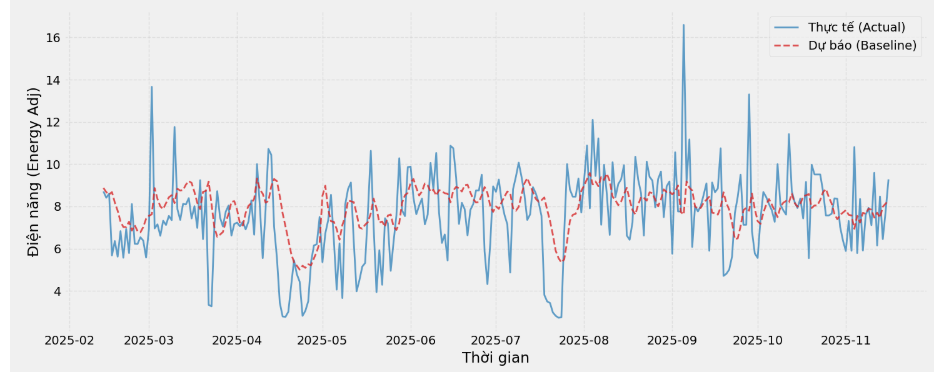 Thực tế (Actual)
Dự báo (Baseline)
16
14
12
10
8
6
4
Điện năng (Energy Adj)
2025-02 2025-03 2025-04 2025-05 2025-06 2025-07 2025-08 2025-09 2025-10 2025-11
Thời gian